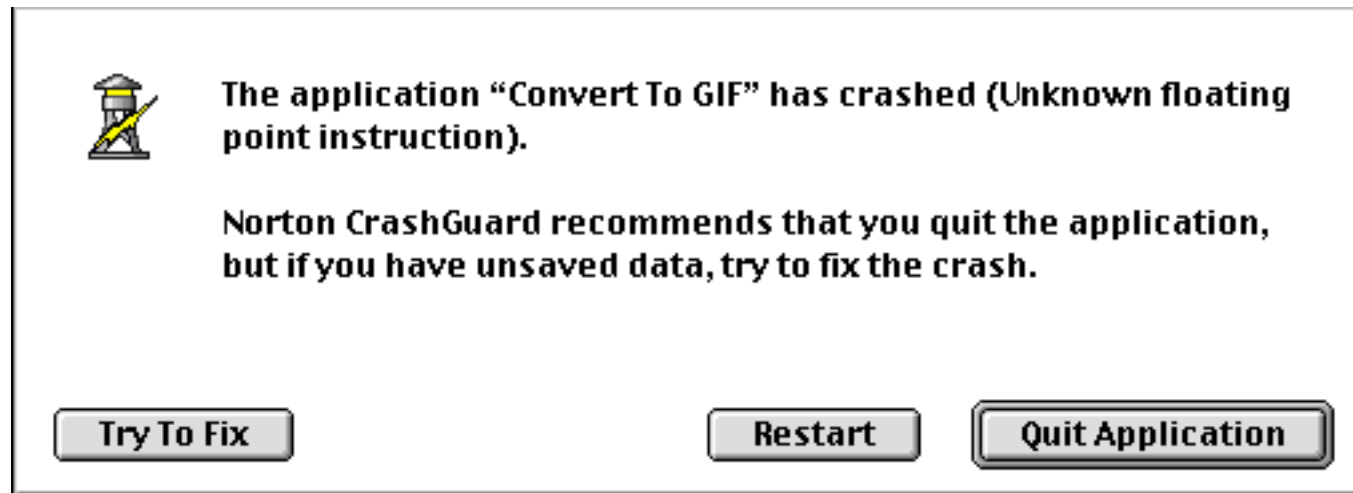 The application “Convert To GIF” has crashed (Unknown floating
point instruction).
Norton CrashGuard recommends that you quit the application,
but if you have unsaved data, try to fix the crash.
Try To Fix
Restart
Quit Application